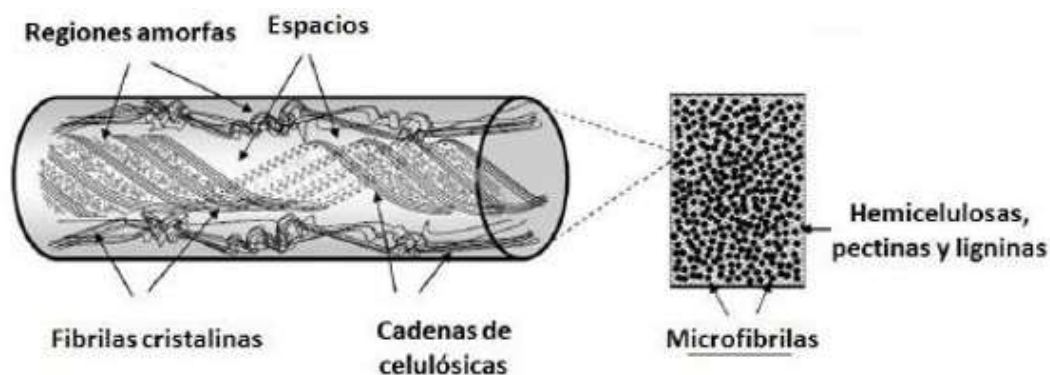 Regiones amorfas
Espacios
Hemicelulosas,
pectinas y ligninas
Fibrilas cristalinas
Cadenas de
celulósicas
Microfibrilas